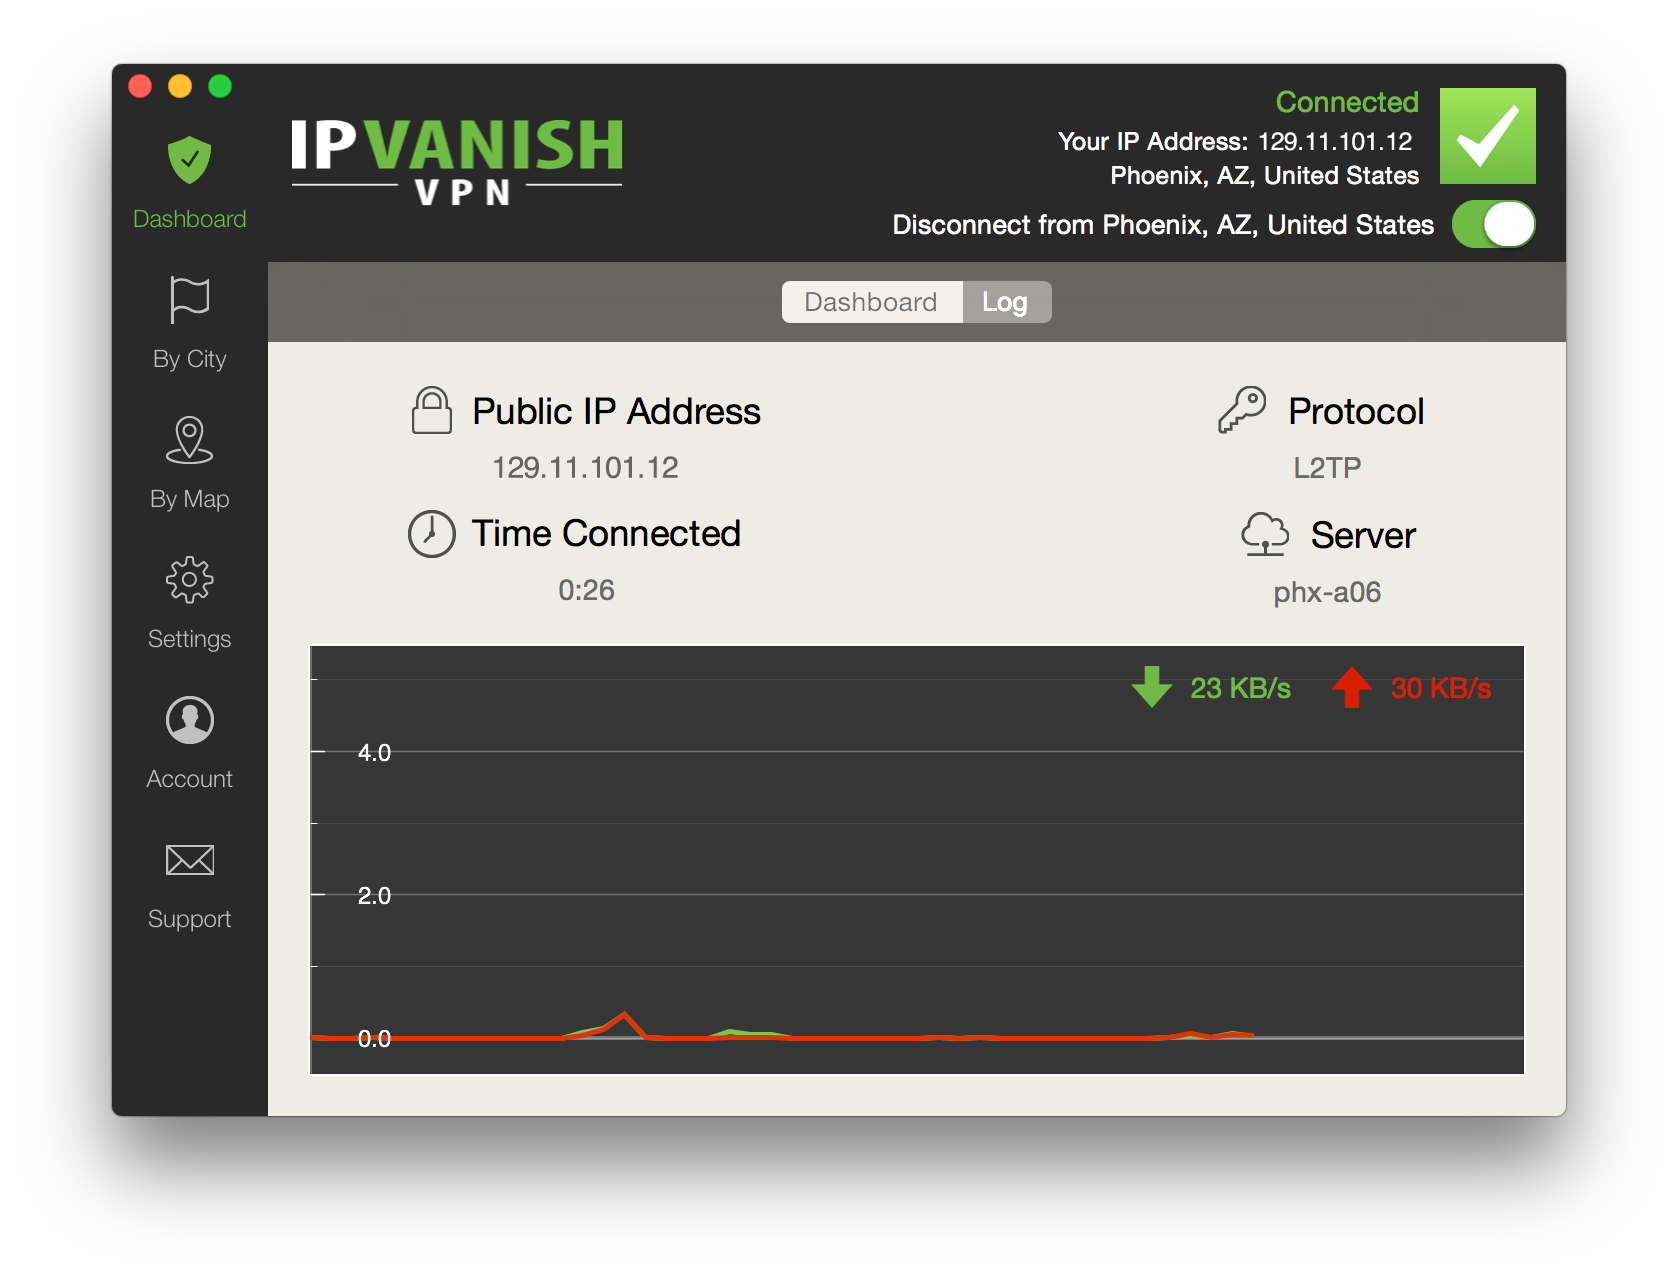 IPVANISH
VPN
Connected
Your IP Address: 129.11.101.12
Phoenix, AZ, United States
Disconnect from Phoenix, AZ, United States
Dashboard
By City
By Map
Settings
Account
Support
Dashboard
Log
Public IP Address
129.11.101.12
Protocol
L2TP
Time Connected
0:26
Server
phx-a06
23 KB/s
30 KB/s
4.0
2.0
0.0